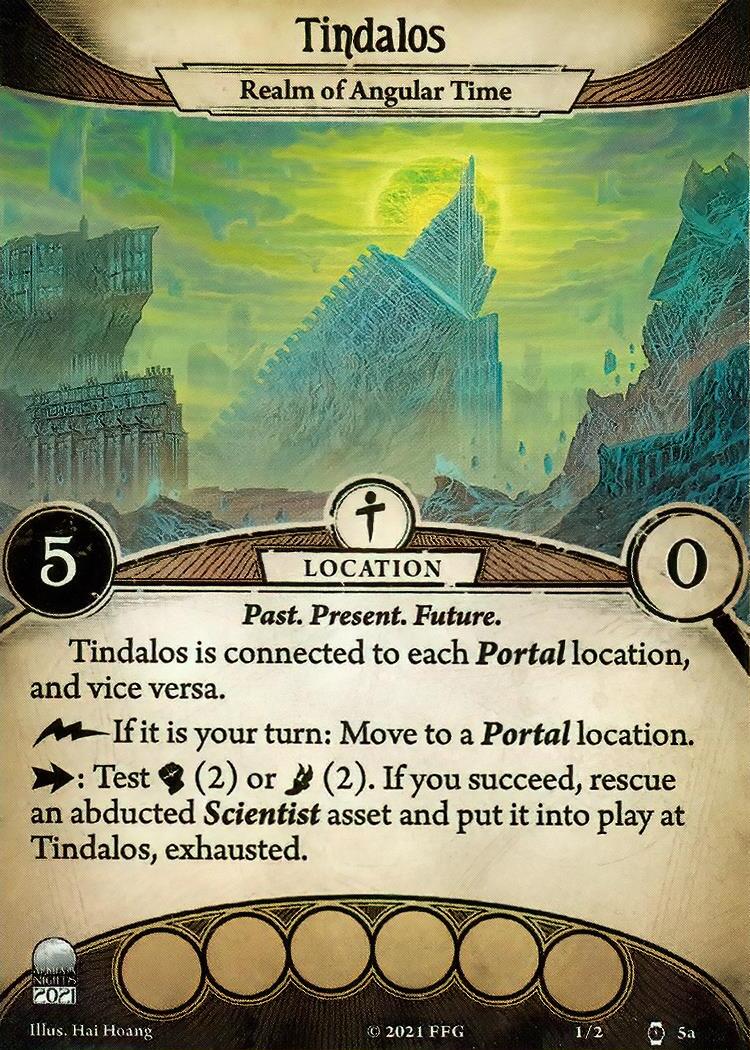 Tindalos
Realm of Angular Time
5
0
LOCATION
Past. Present. Future.
Tindalos is connected to each Portal location,
and vice versa.
If it is your turn: Move to a Portal location.
: Test (2) or (2). If you succeed, rescue
an abducted Scientist asset and put it into play at
Tindalos, exhausted.
ARKHAM
NIGHTS
2021
Illus. Hai Hoang
© 2021 FFG
1/2
5a